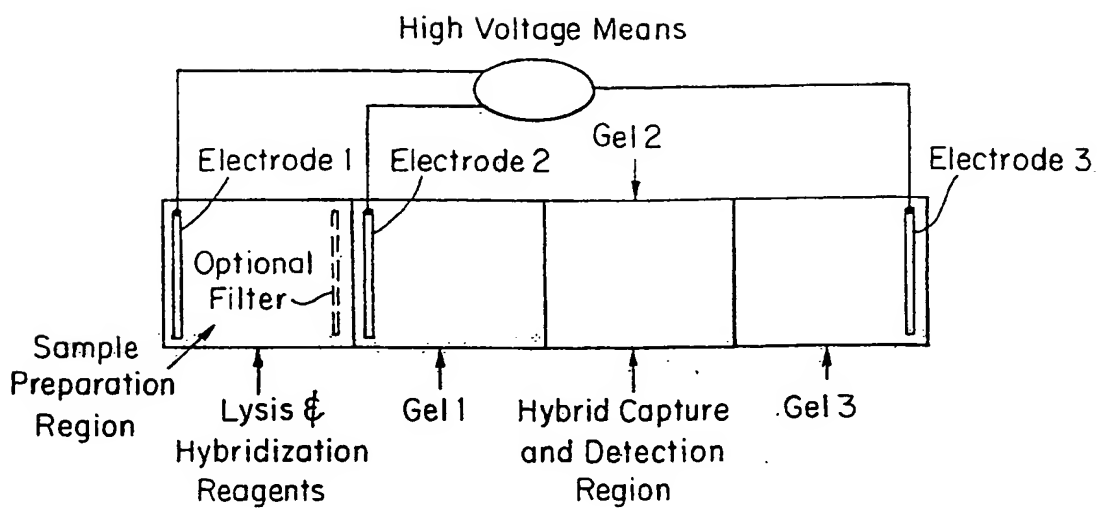 High Voltage Means
Gel 2
Electrode 1
Electrode 2
Electrode 3
Optional
Filter
Sample
Preparation
Region
Lysis &
Hybridization
Reagents
Gel 1
Hybrid Capture
and Detection
Region
Gel 3